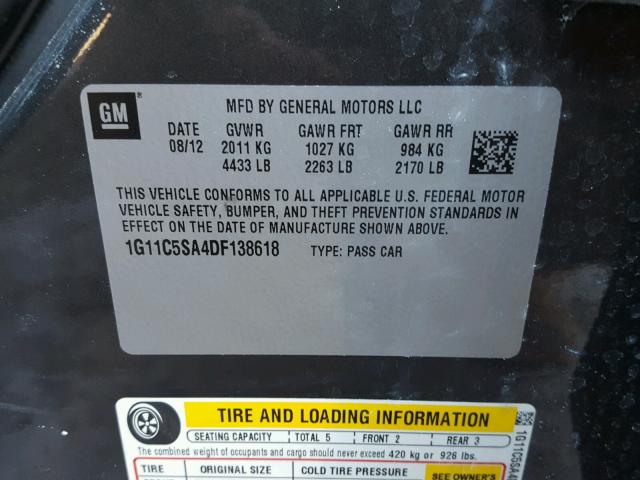 GM
MFD BY GENERAL MOTORS LLC
DATE GVWR GAWR FRT GAWR RR
08/12 2011 KG 1027 KG 984 KG
4433 LB 2263 LB 2170 LB
THIS VEHICLE CONFORMS TO ALL APPLICABLE U.S. FEDERAL MOTOR
VEHICLE SAFETY, BUMPER, AND THEFT PREVENTION STANDARDS IN
EFFECT ON THE DATE OF MANUFACTURE SHOWN ABOVE.
1G11C5SA4DF138618 TYPE: PASS CAR
TIRE AND LOADING INFORMATION
SEATING CAPACITY TOTAL 5 FRONT 2 REAR 3
The combined weight of occupants and cargo should never exceed 420 kg or 926 lbs.
TIRE ORIGINAL SIZE COLD TIRE PRESSURE SEE OWNER'S
1G11C5SA4